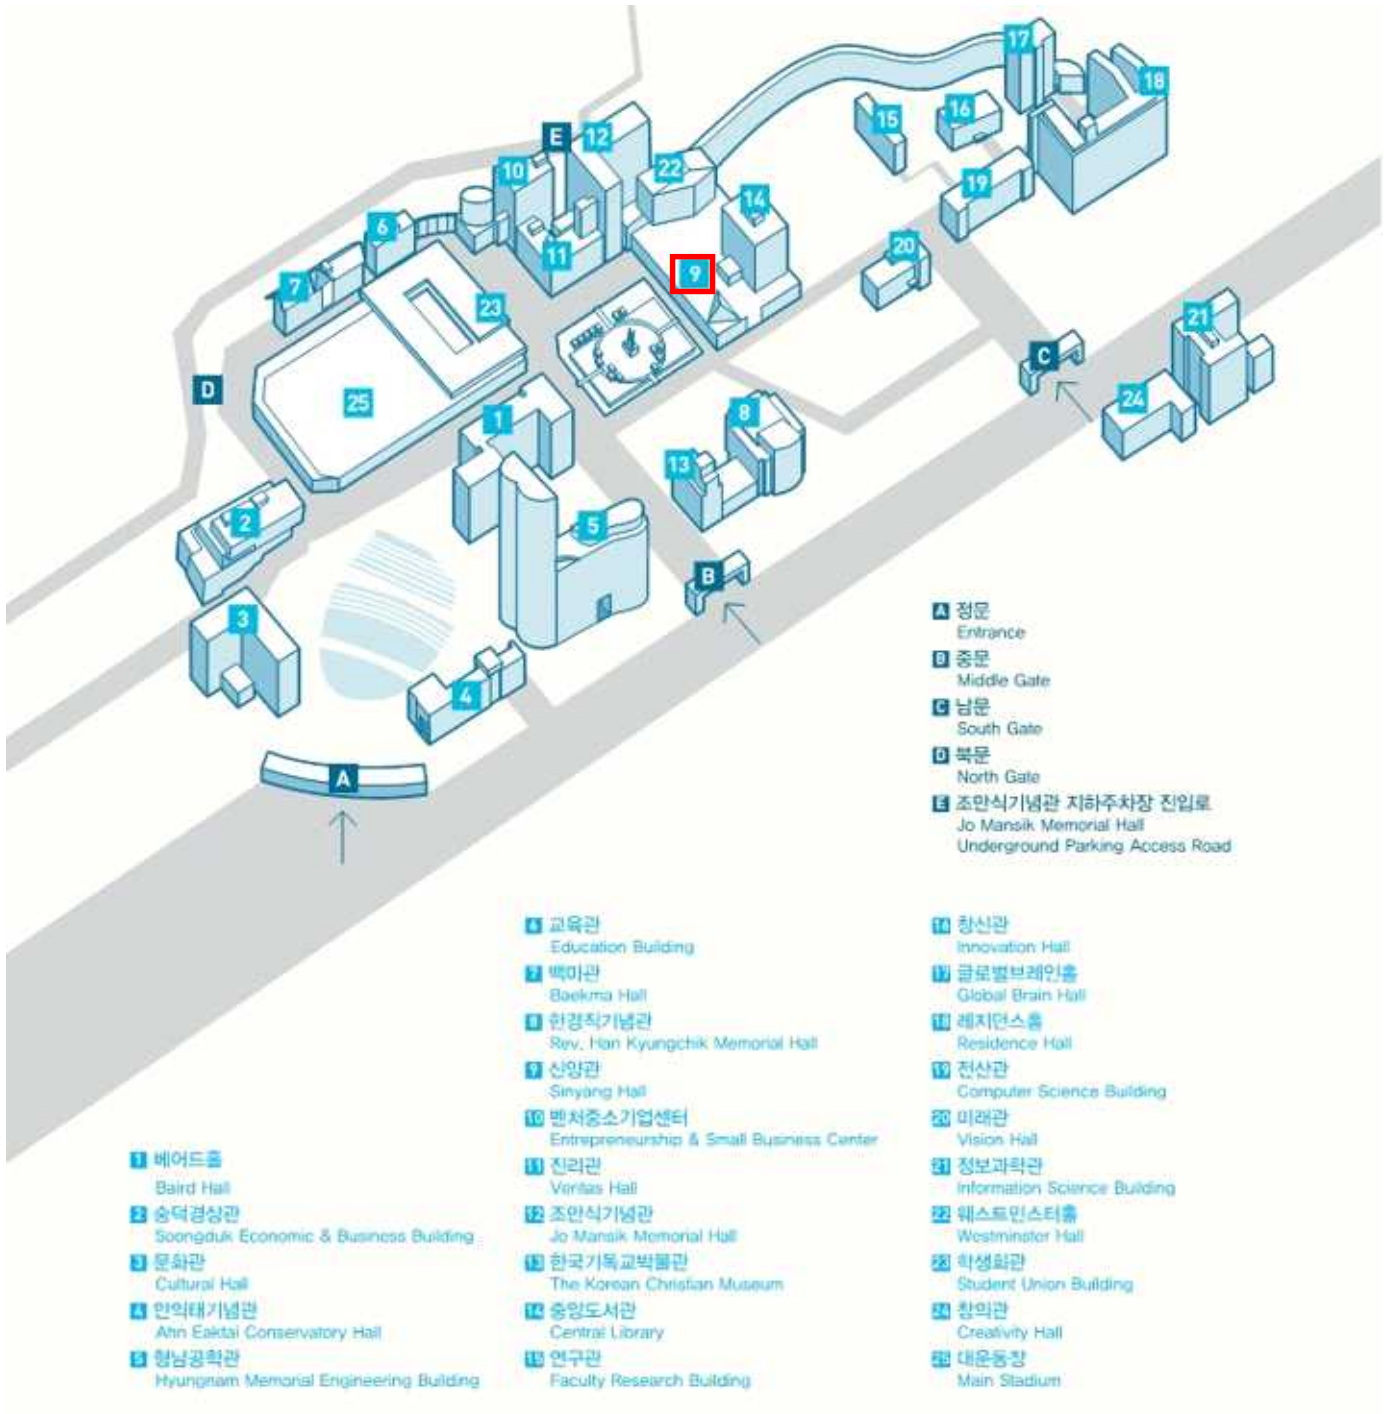 17
18
16
15
12
E
10
22
19
14
6
11
20
9
7
23
21
C
D
25
24
1
8
13
2
5
B
3
4
A
A 정문
Entrance
B 중문
Middle Gate
C 남문
South Gate
D 북문
North Gate
E 조만식기념관 지하주차장 진입로
Jo Mansik Memorial Hall
Underground Parking Access Road
1 베어드홀
Baird Hall
2 숭덕경상관
Soongduk Economic & Business Building
3 문화관
Cultural Hall
4 안익태기념관
Ahn Eaktai Conservatory Hall
5 형남공학관
Hyungnam Memorial Engineering Building
6 교육관
Education Building
7 백마관
Baekma Hall
8 한경직기념관
Rev. Han Kyungchik Memorial Hall
9 신양관
Sinyang Hall
10 벤처중소기업센터
Entrepreneurship & Small Business Center
11 진리관
Veritas Hall
12 조만식기념관
Jo Mansik Memorial Hall
13 한국기독교박물관
The Korean Christian Museum
14 중앙도서관
Central Library
15 연구관
Faculty Research Building
16 창신관
Innovation Hall
17 글로벌브레인홀
Global Brain Hall
18 레지던스홀
Residence Hall
19 전산관
Computer Science Building
20 미래관
Vision Hall
21 정보과학관
Information Science Building
22 웨스트민스터홀
Westminster Hall
23 학생회관
Student Union Building
24 창의관
Creativity Hall
25 대운동장
Main Stadium